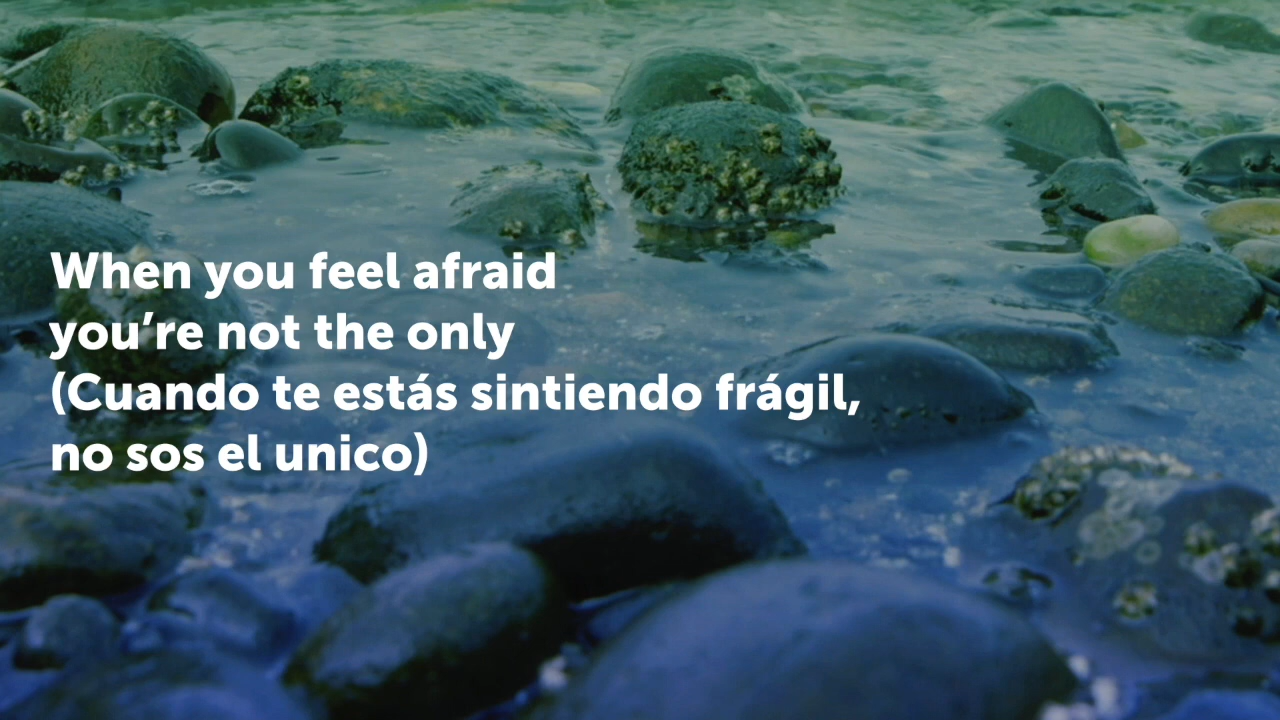 When you feel afraid
you’re not the only
(Cuando te estás sintiendo frágil,
no sos el unico)